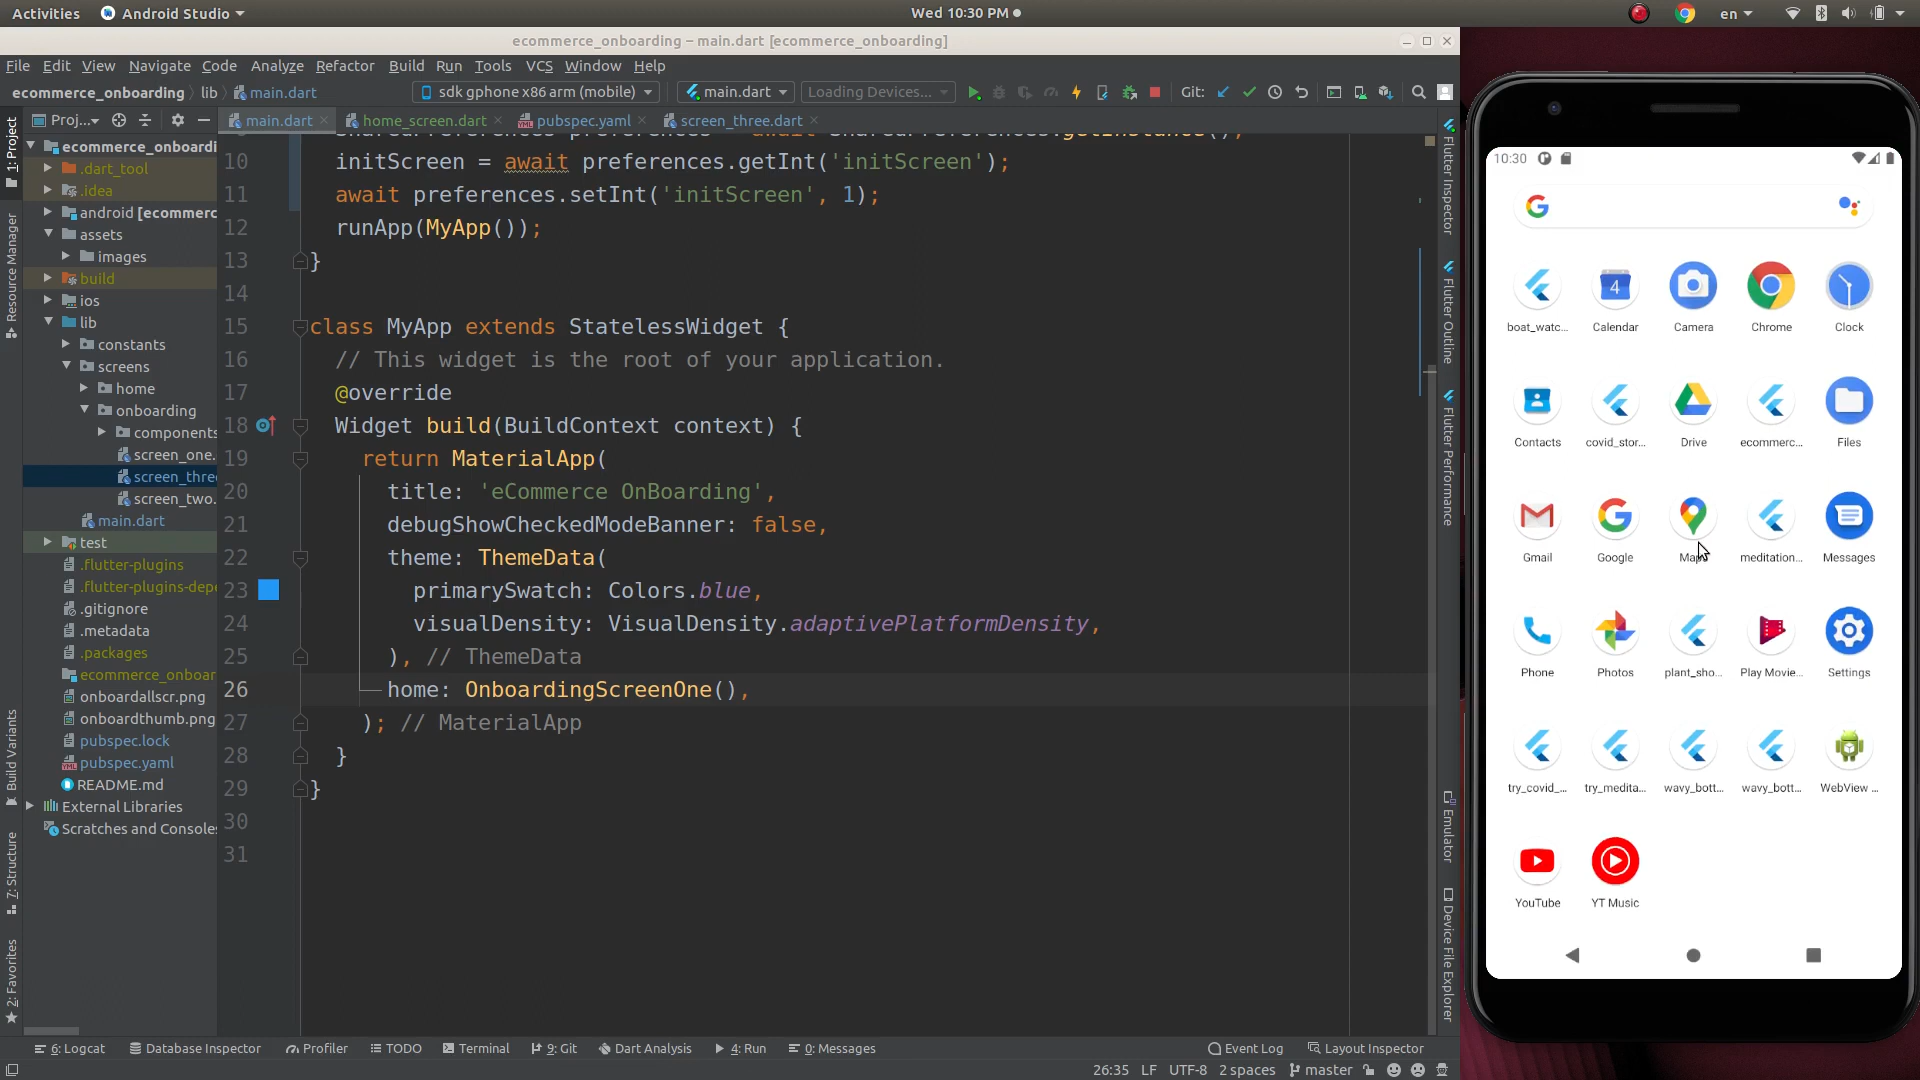 Activities Android Studio Wed 10:30 PM en
ecommerce_onboarding – main.dart [ecommerce_onboarding]
File Edit View Navigate Code Analyze Refactor Build Run Tools VCS Window Help
ecommerce_onboarding lib main.dart sdk gphone x86 arm (mobile) main.dart Loading Devices... Git:
Proj... main.dart home_screen.dart pubspec.yaml screen_three.dart
1: Project
Resource Manager
Build Variants
7: Structure
2: Favorites
ecommerce_onboardi
.dart_tool
.idea
android [ecommerc
assets
images
build
ios
lib
constants
screens
home
onboarding
components
screen_one.
screen_three
screen_two.
main.dart
test
.flutter-plugins
.flutter-plugins-depe
.gitignore
.metadata
.packages
ecommerce_onboar
onboardallscr.png
onboardthumb.png
pubspec.lock
pubspec.yaml
README.md
External Libraries
Scratches and Consoles
10 initScreen = await preferences.getInt('initScreen');
11 await preferences.setInt('initScreen', 1);
12 runApp(MyApp());
13 }
14
15 class MyApp extends StatelessWidget {
16 // This widget is the root of your application.
17 @override
18 Widget build(BuildContext context) {
19 return MaterialApp(
20 title: 'eCommerce OnBoarding',
21 debugShowCheckedModeBanner: false,
22 theme: ThemeData(
23 primarySwatch: Colors.blue,
24 visualDensity: VisualDensity.adaptivePlatformDensity,
25 ), // ThemeData
26 home: OnboardingScreenOne(),
27 ); // MaterialApp
28 }
29 }
30
31
Flutter Inspector
Flutter Outline
Flutter Performance
Emulator
Device File Explorer
10:30
boat_watc... Calendar Camera Chrome Clock
4
Contacts covid_stor... Drive ecommerc... Files
Gmail Google Maps meditation... Messages
Phone Photos plant_sho... Play Movie... Settings
try_covid_... try_medita... wavy_bott... wavy_bott... WebView ...
YouTube YT Music
6: Logcat Database Inspector Profiler TODO Terminal 9: Git Dart Analysis 4: Run 0: Messages Event Log Layout Inspector
26:35 LF UTF-8 2 spaces master